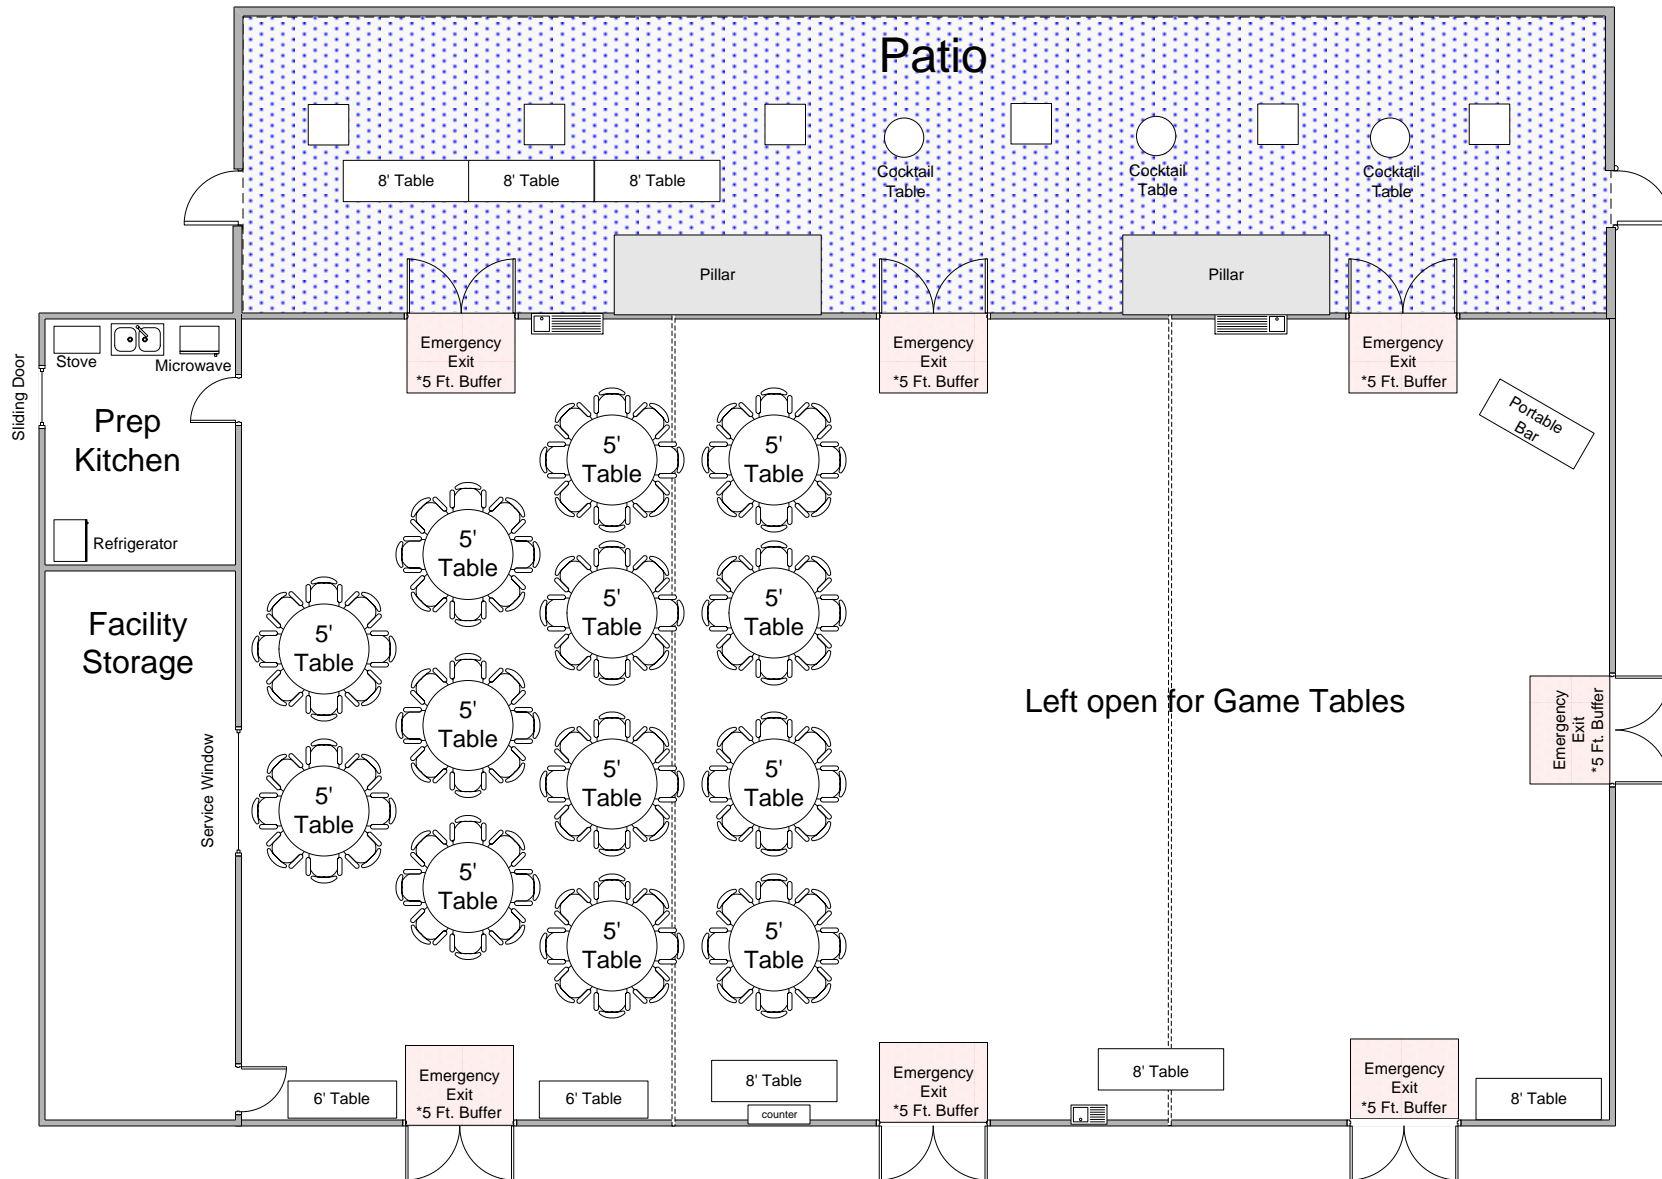 Patio
8' Table
8' Table
8' Table
Cocktail
Table
Cocktail
Table
Cocktail
Table
Pillar
Pillar
Emergency
Exit
*5 Ft. Buffer
Emergency
Exit
*5 Ft. Buffer
Emergency
Exit
*5 Ft. Buffer
Stove
Microwave
Sliding Door
Prep
Kitchen
Refrigerator
Portable
Bar
5'
Table
5'
Table
5'
Table
5'
Table
5'
Table
5'
Table
Facility
Storage
5'
Table
5'
Table
5'
Table
5'
Table
5'
Table
5'
Table
5'
Table
Left open for Game Tables
Emergency
Exit
*5 Ft. Buffer
Service Window
6' Table
Emergency
Exit
*5 Ft. Buffer
6' Table
8' Table
counter
Emergency
Exit
*5 Ft. Buffer
8' Table
Emergency
Exit
*5 Ft. Buffer
8' Table